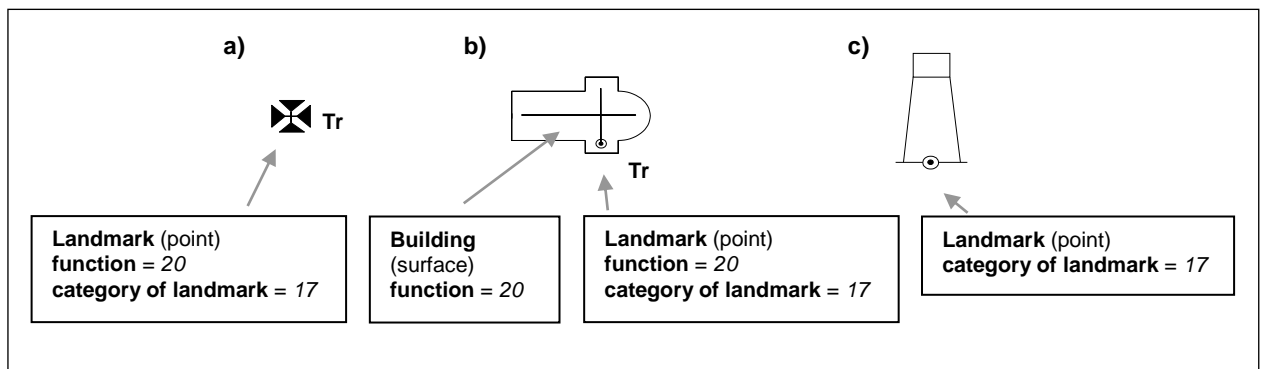 a)
b)
c)
Tr
Tr
Landmark (point)
function = 20
category of landmark = 17
Building
(surface)
function = 20
Landmark (point)
function = 20
category of landmark = 17
Landmark (point)
category of landmark = 17